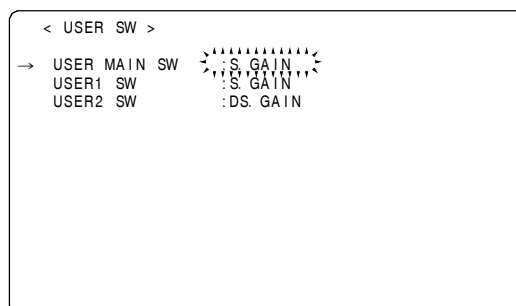 < USER SW >
→ USER MAIN SW :S. GAIN
USER1 SW :S. GAIN
USER2 SW :DS. GAIN